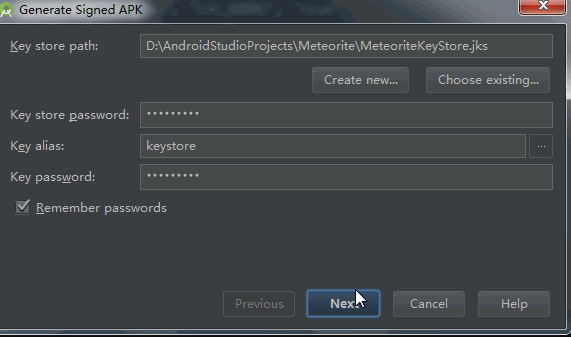 Generate Signed APK
Key store path: D:\AndroidStudioProjects\Meteorite\MeteoriteKeyStore.jks
Create new... Choose existing...
Key store password: •••••••••
Key alias: keystore ...
Key password: •••••••••
Remember passwords
Previous Next Cancel Help